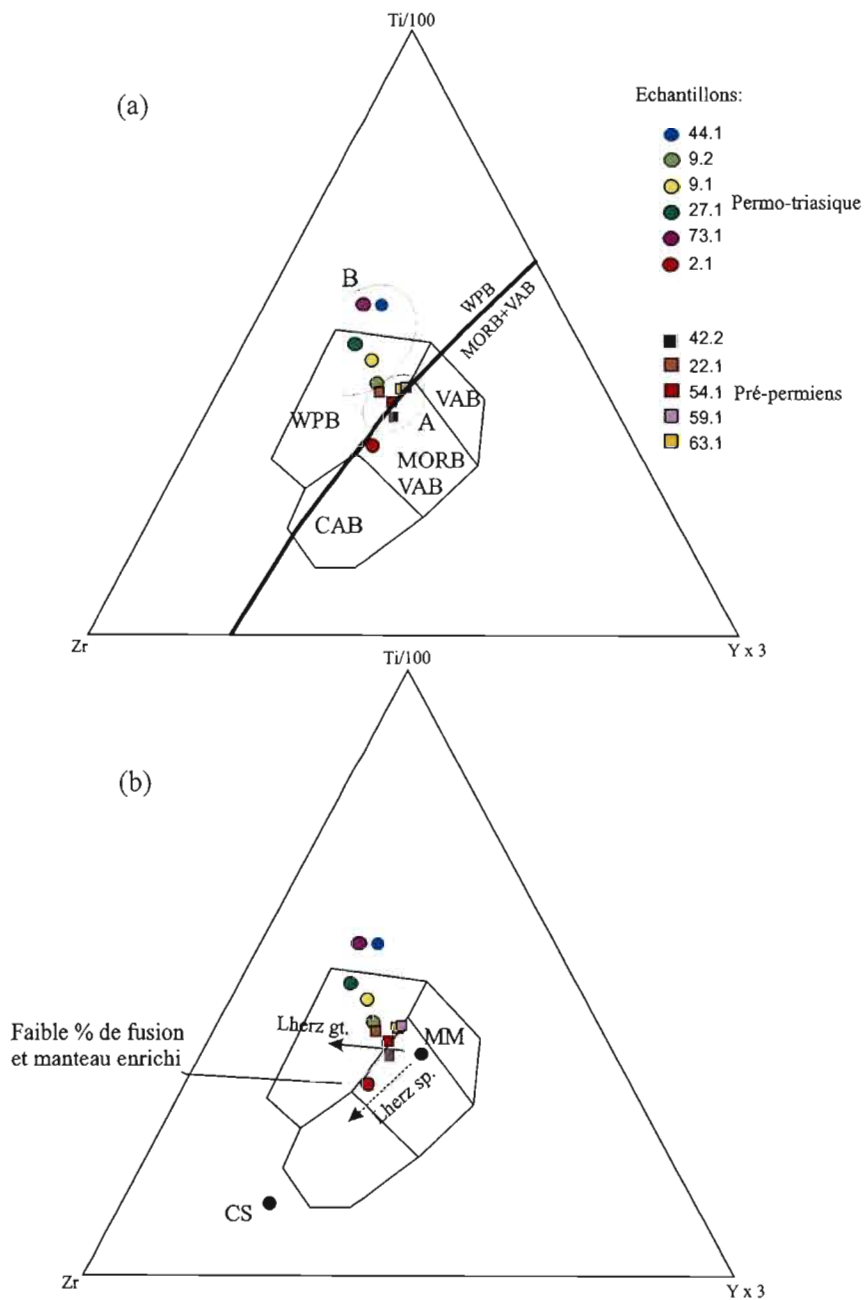 Ti/100
(a)
Echantillons:
44.1
9.2
9.1
27.1
73.1
2.1
Permo-triasique
42.2
22.1
54.1
59.1
63.1
Pré-permiens
B
WPB
MORB+VAB
VAB
WPB
A
MORB
VAB
CAB
Zr
Y x 3
Ti/100
(b)
Faible % de fusion
et manteau enrichi
Lherz gt.
MM
Lherz sp.
CS
Zr
Y x 3